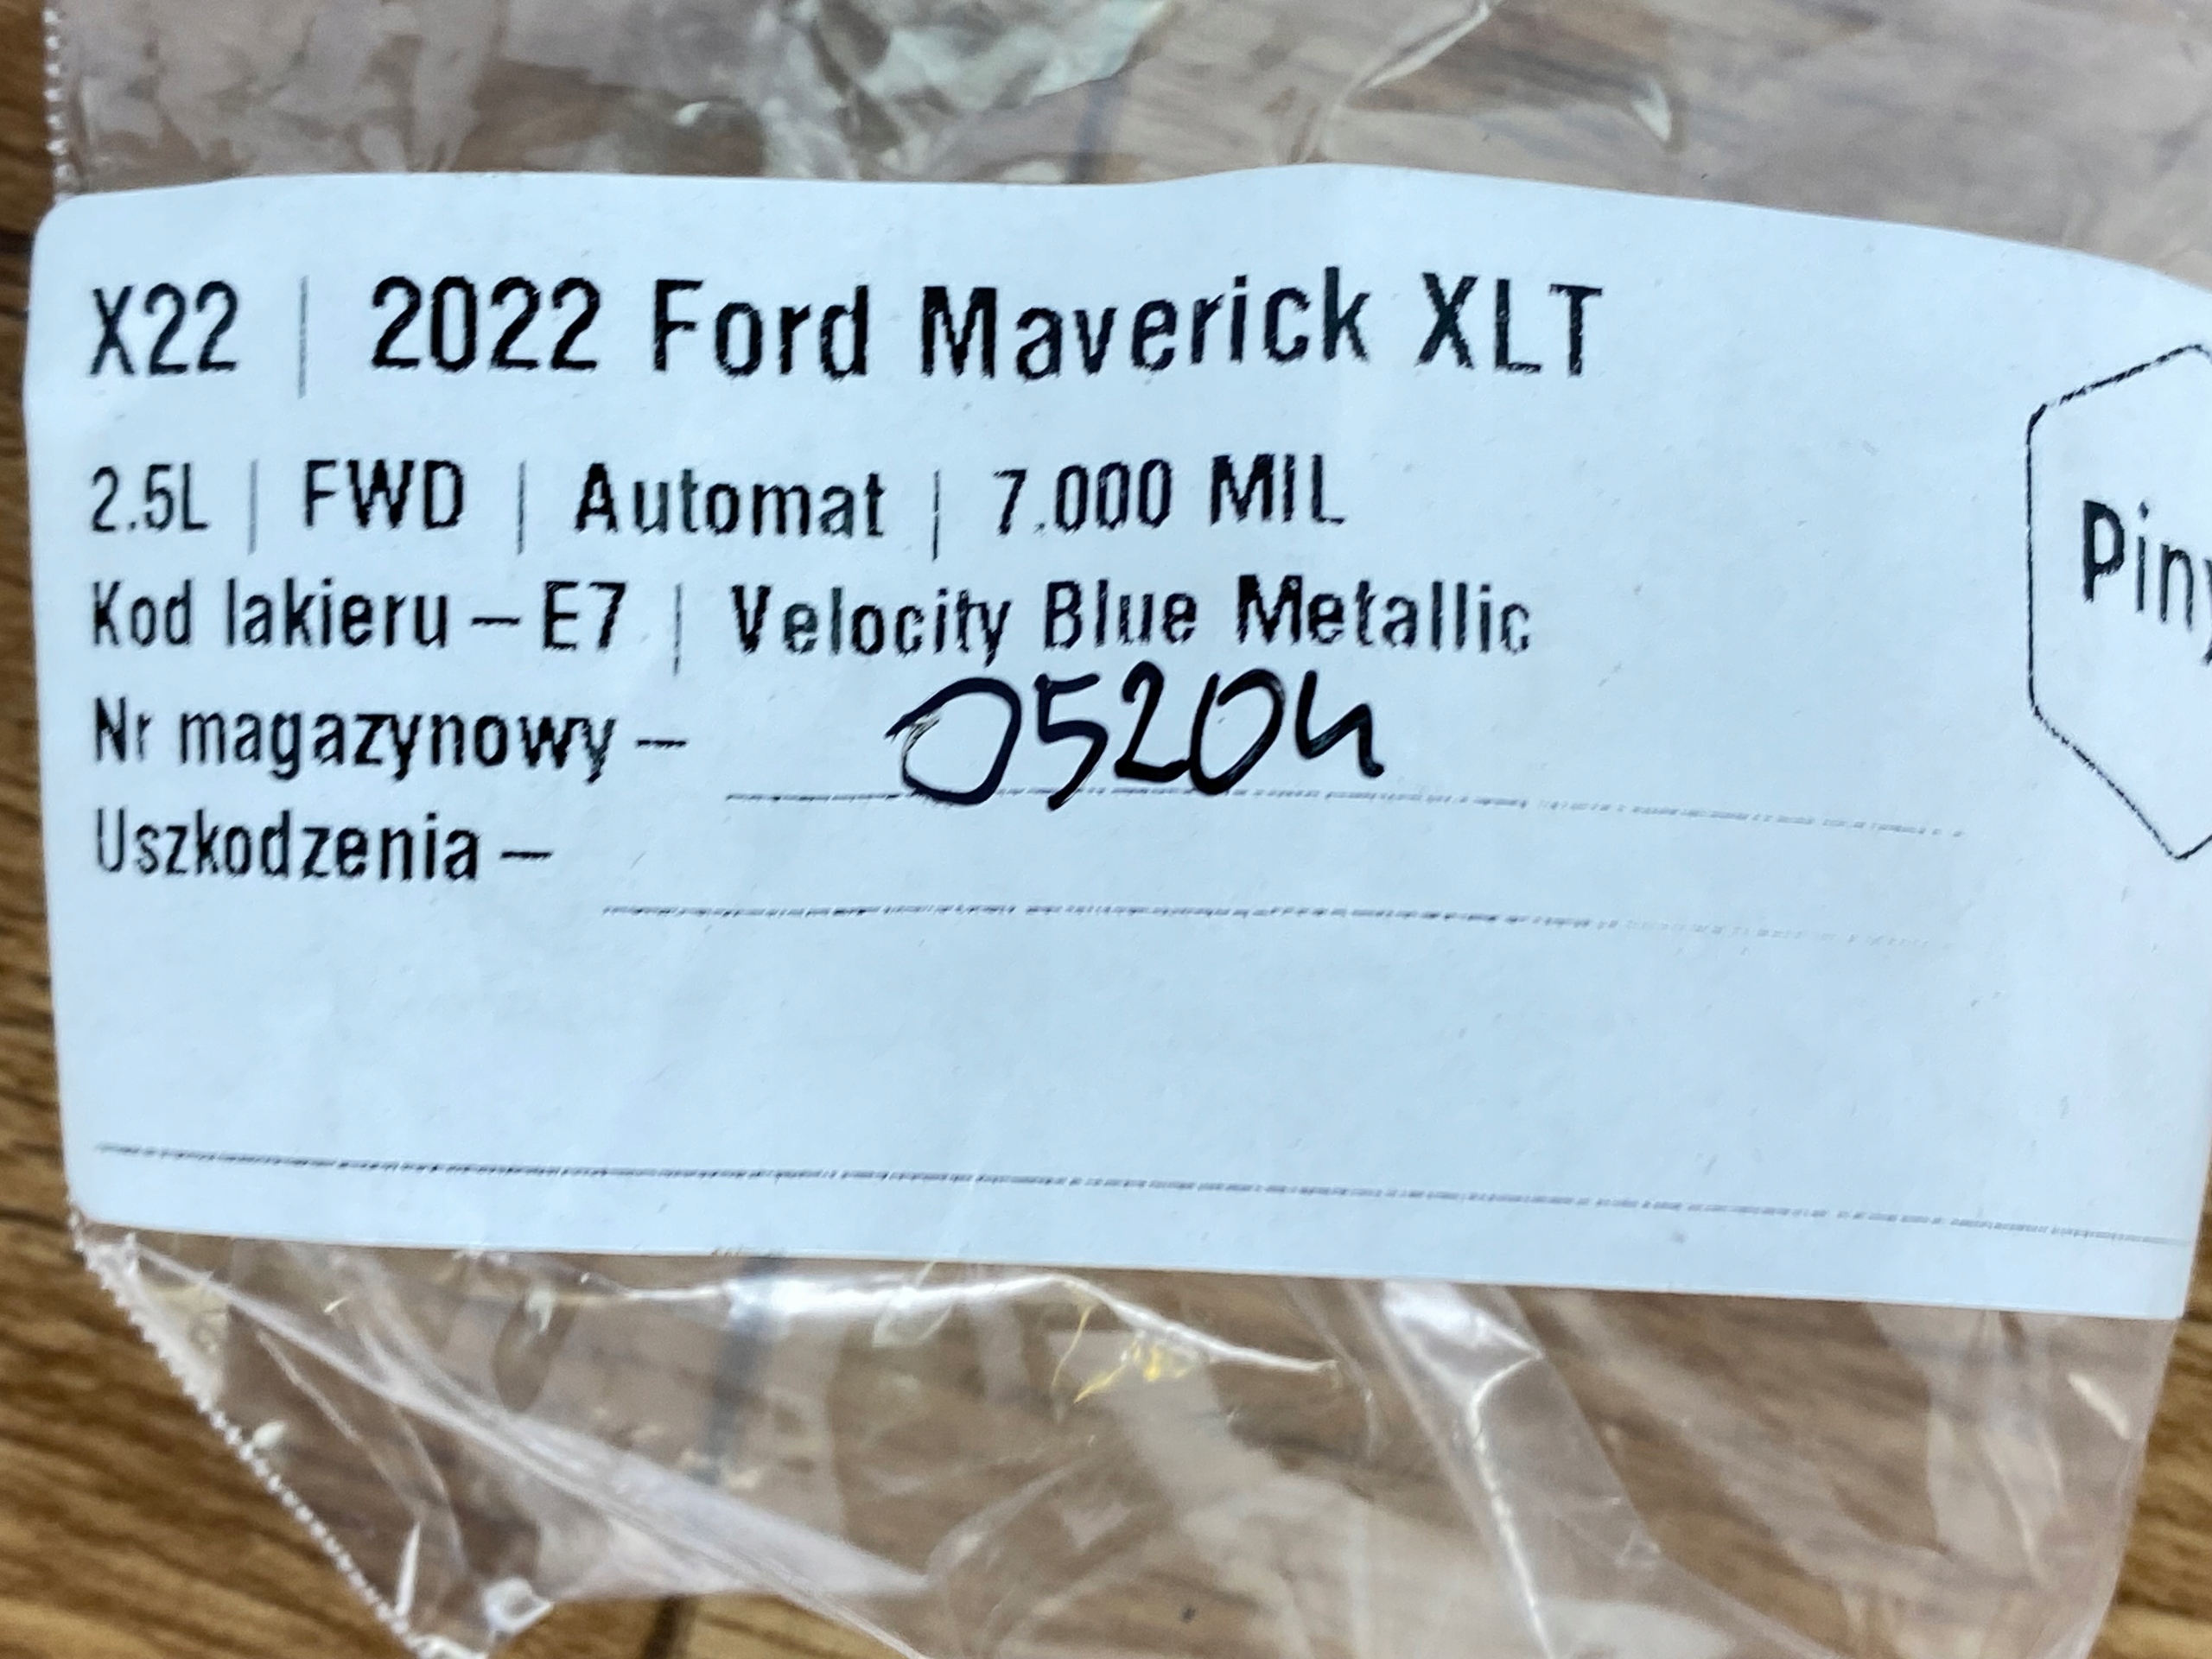 X22 | 2022 Ford Maverick XLT
2.5L | FWD | Automat | 7.000 MIL
Kod lakieru – E7 | Velocity Blue Metallic
Nr magazynowy – 05204
Uszkodzenia –